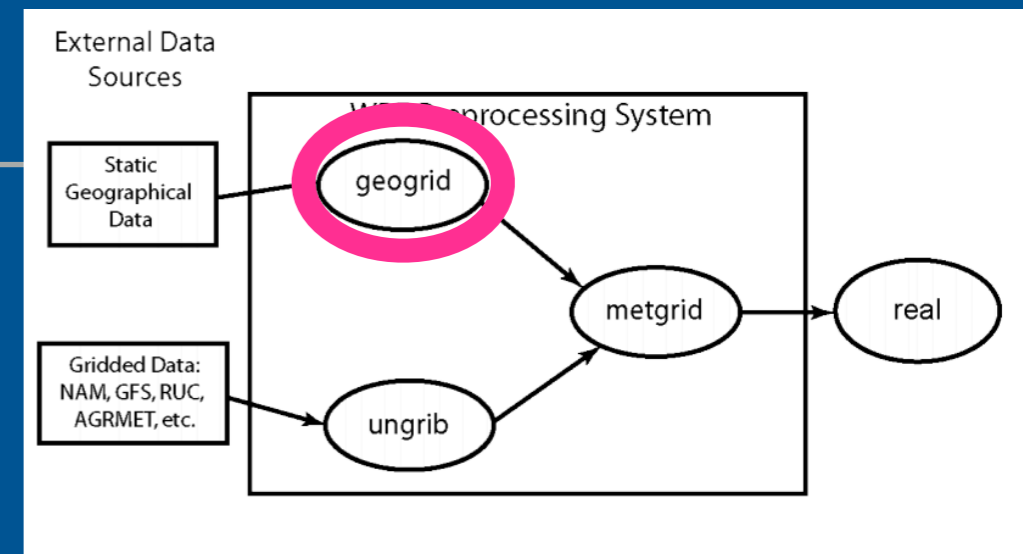 External Data
Sources
Preprocessing System
Static
Geographical
Data
geogrid
metgrid
real
Gridded Data:
NAM, GFS, RUC,
AGRMET, etc.
ungrib